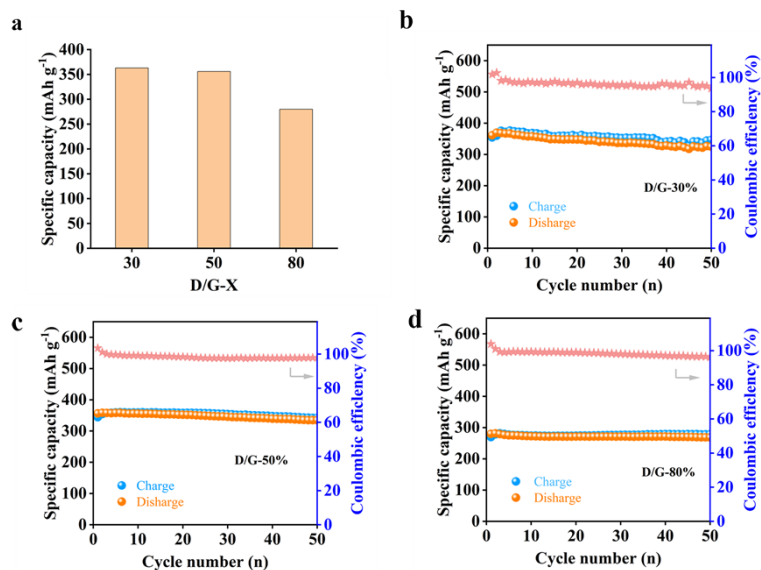 a
Specific capacity (mAh g⁻¹)
400
350
300
250
200
150
100
50
0
30 50 80
D/G-X
b
Specific capacity (mAh g⁻¹)
600
500
400
300
200
100
0
Charge
Disharge
D/G-30%
0 10 20 30 40 50
Cycle number (n)
100
80
60
40
20
0
Coulombic efficlency (%)
c
Specific capacity (mAh g⁻¹)
600
500
400
300
200
100
0
D/G-50%
Charge
Disharge
0 10 20 30 40 50
Cycle number (n)
100
80
60
40
20
0
Coulombic efficlency (%)
d
Specific capacity (mAh g⁻¹)
600
500
400
300
200
100
0
D/G-80%
Charge
Disharge
0 10 20 30 40 50
Cycle number (n)
100
80
60
40
20
0
Coulombic efficlency (%)